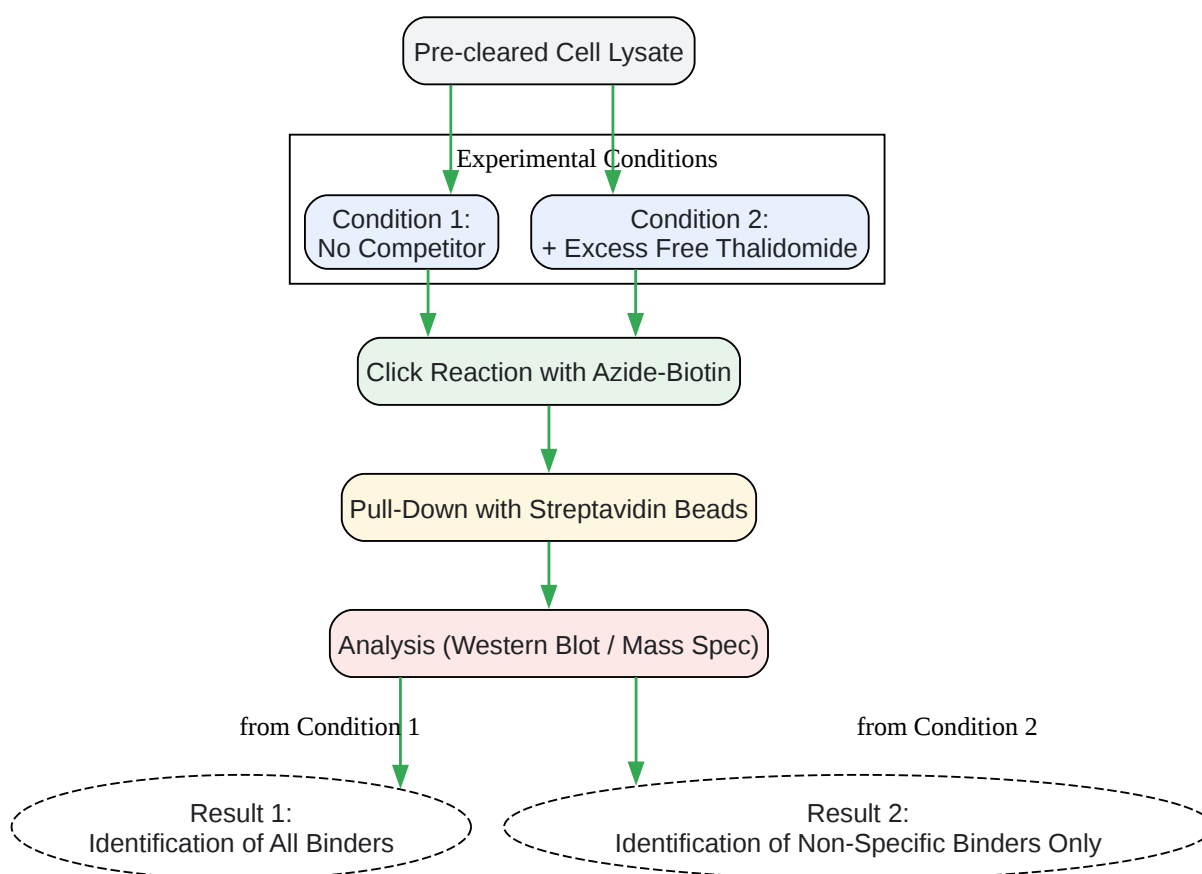 Pre-cleared Cell Lysate
Experimental Conditions
Condition 1:
No Competitor
Condition 2:
+ Excess Free Thalidomide
Click Reaction with Azide-Biotin
Pull-Down with Streptavidin Beads
Analysis (Western Blot / Mass Spec)
from Condition 1
from Condition 2
Result 1:
Identification of All Binders
Result 2:
Identification of Non-Specific Binders Only